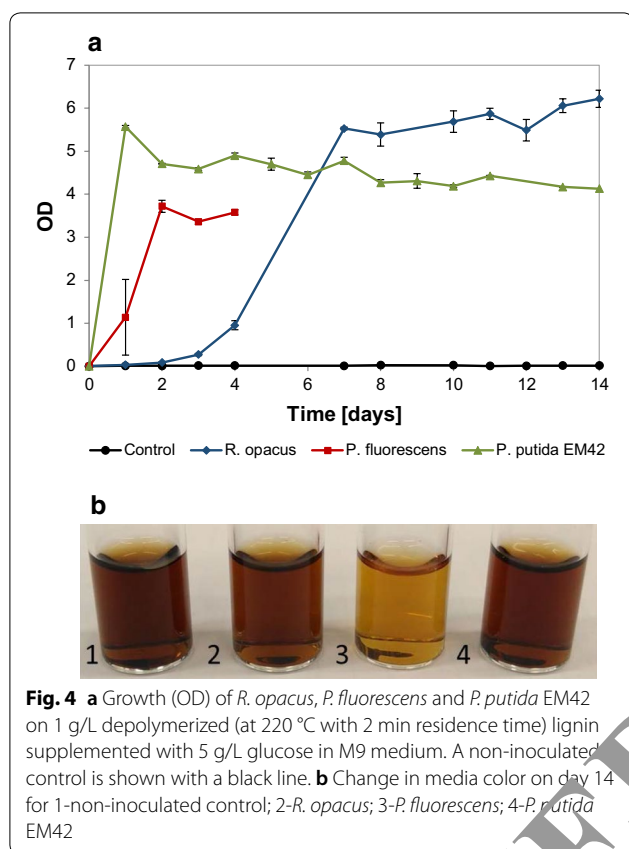 a
7
6
5
4
3
2
1
0
OD
0 2 4 6 8 10 12 14
Time [days]
Control R. opacus P. fluorescens P. putida EM42
b
1 2 3 4
Fig. 4 a Growth (OD) of R. opacus, P. fluorescens and P. putida EM42
on 1 g/L depolymerized (at 220 °C with 2 min residence time) lignin
supplemented with 5 g/L glucose in M9 medium. A non-inoculated
control is shown with a black line. b Change in media color on day 14
for 1-non-inoculated control; 2-R. opacus; 3-P. fluorescens; 4-P. putida
EM42